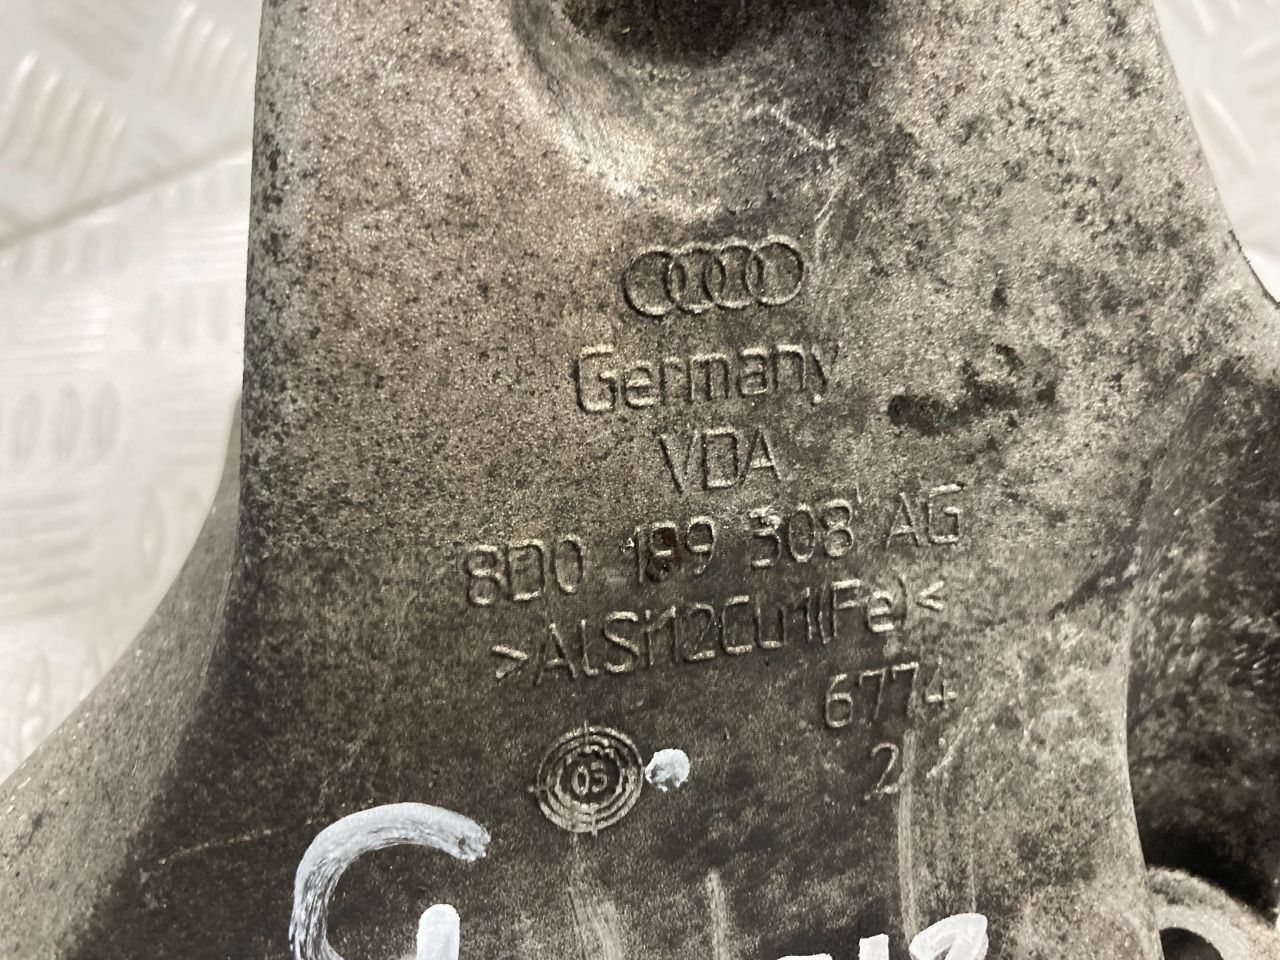 Germany
VDA
8D0 199 308 AG
>AlSi12Cu1(Fe)<
6774
2
05